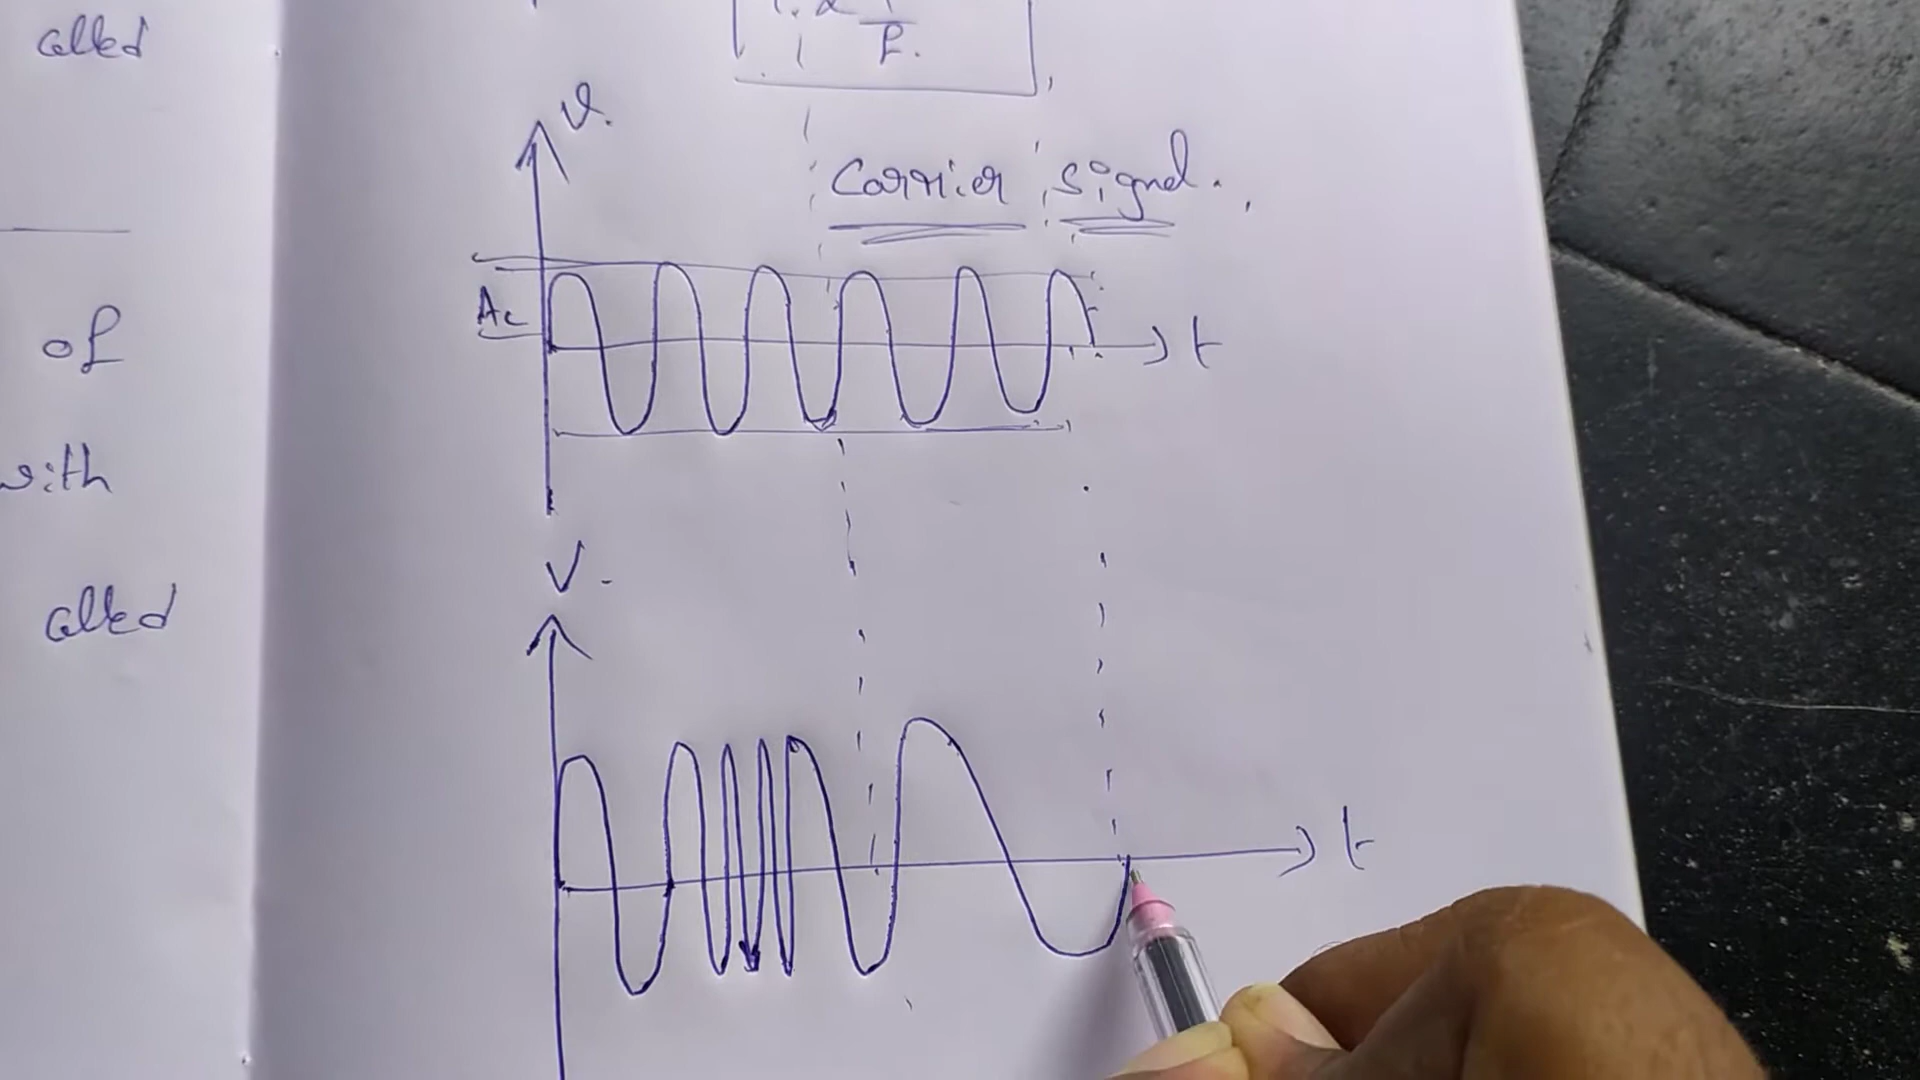 called
of
with
called
V.
Carrier signal.
Ac
t
V.
t